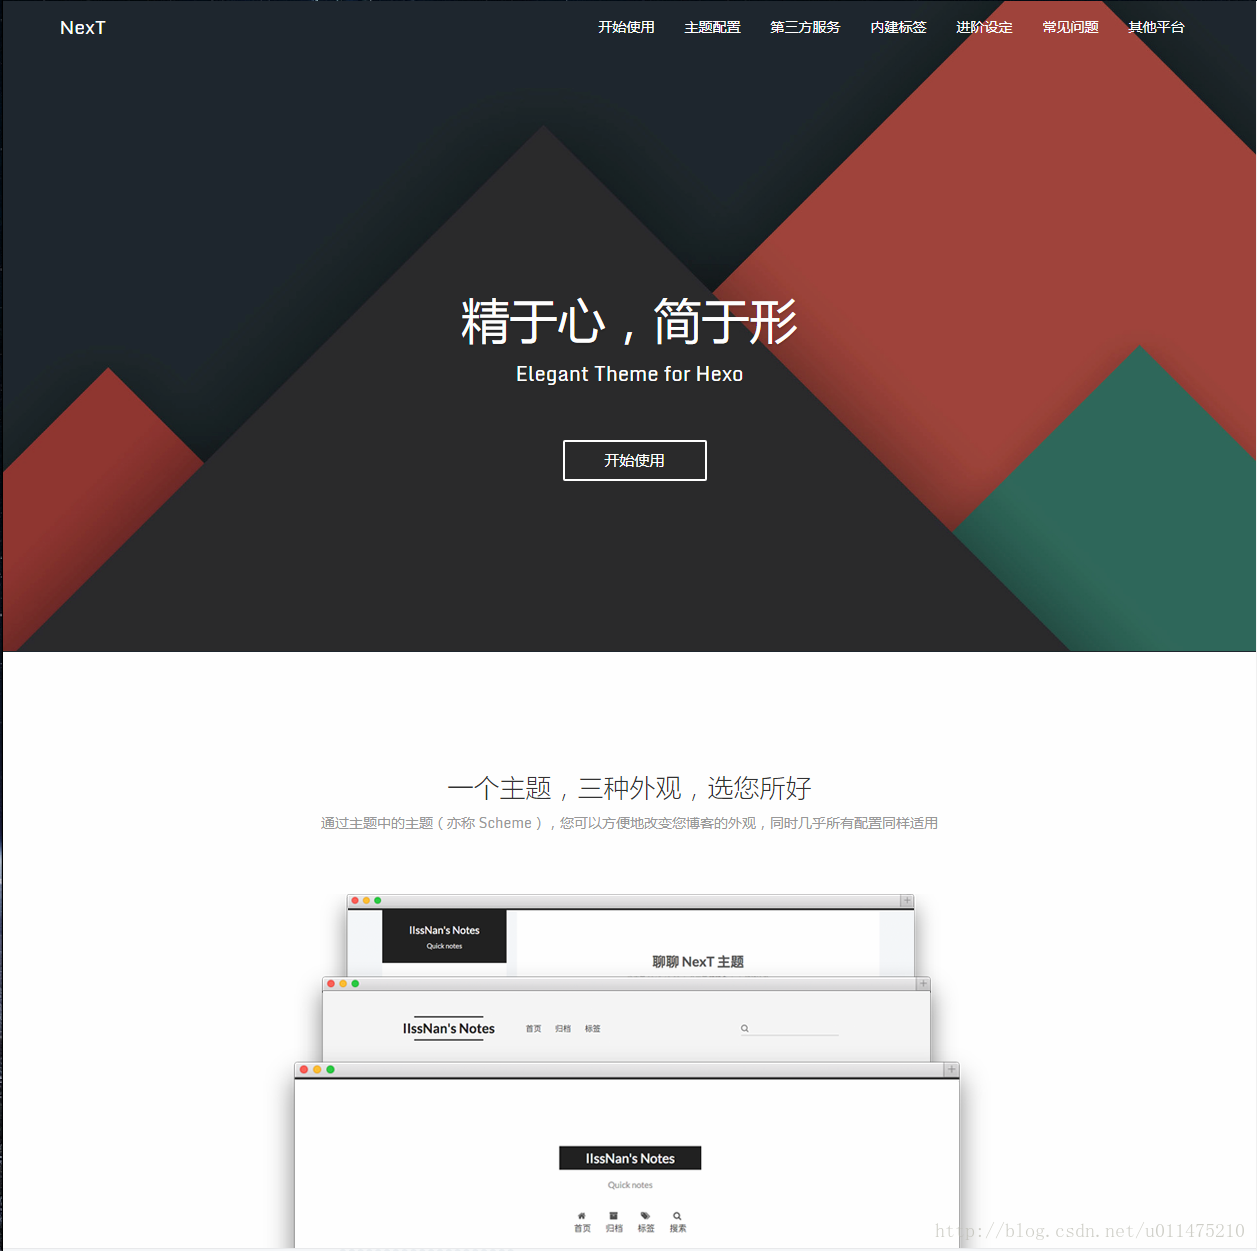 NexT 开始使用 主题配置 第三方服务 内建标签 进阶设定 常见问题 其他平台
精于心，简于形
Elegant Theme for Hexo
开始使用
一个主题，三种外观，选您所好
通过主题中的主题（亦称 Scheme），您可以方便地改变您博客的外观，同时几乎所有配置同样适用
IIssNan's Notes
Quick notes
聊聊 NexT 主题
IIssNan's Notes 首页 归档 标签
IIssNan's Notes
Quick notes
首页 归档 标签 搜索
http://blog.csdn.net/u011475210